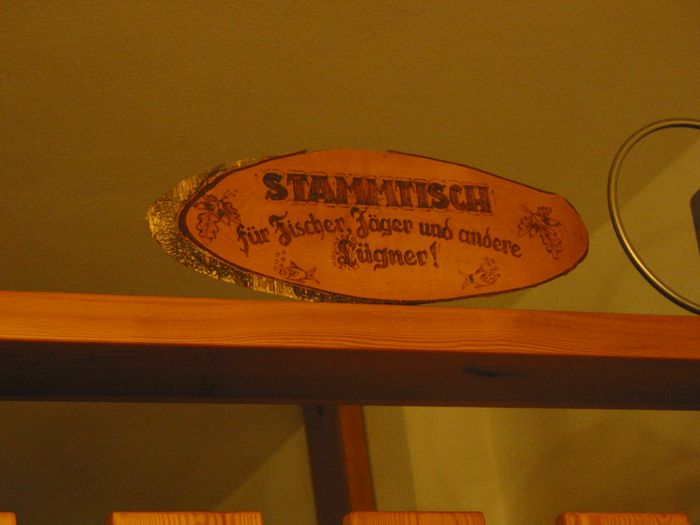 STAMMTISCH
für Fischer, Jäger und andere
Lügner!